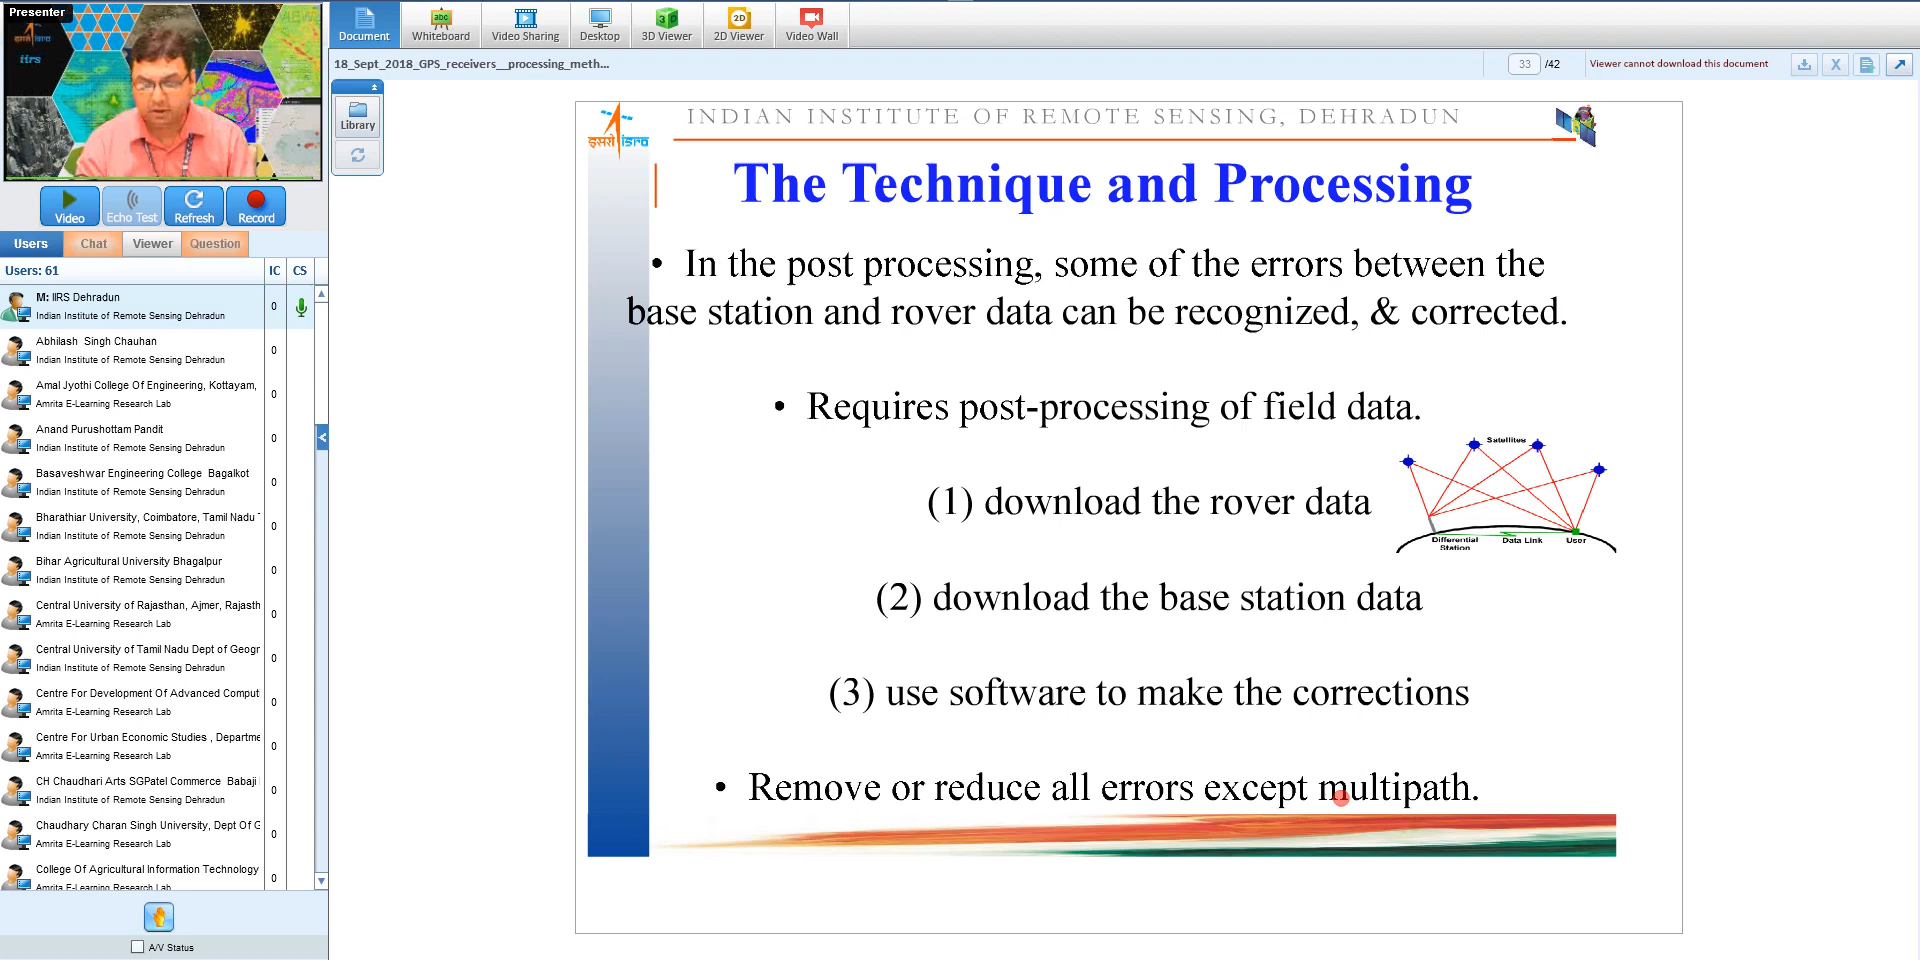 Presenter
इसरो isro
iirs
Video
Echo Test
Refresh
Record
Users
Chat
Viewer
Question
Users: 61
IC
CS
M: IIRS Dehradun
Indian Institute of Remote Sensing Dehradun
0
Abhilash Singh Chauhan
Indian Institute of Remote Sensing Dehradun
0
Amal Jyothi College Of Engineering, Kottayam,
Amrita E-Learning Research Lab
0
Anand Purushottam Pandit
Indian Institute of Remote Sensing Dehradun
0
Basaveshwar Engineering College Bagalkot
Indian Institute of Remote Sensing Dehradun
0
Bharathiar University, Coimbatore, Tamil Nadu
Indian Institute of Remote Sensing Dehradun
0
Bihar Agricultural University Bhagalpur
Indian Institute of Remote Sensing Dehradun
0
Central University of Rajasthan, Ajmer, Rajasth
Amrita E-Learning Research Lab
0
Central University of Tamil Nadu Dept of Geogr
Indian Institute of Remote Sensing Dehradun
0
Centre For Development Of Advanced Comput
Amrita E-Learning Research Lab
0
Centre For Urban Economic Studies , Departme
Amrita E-Learning Research Lab
0
CH Chaudhari Arts SGPatel Commerce Babaji
Indian Institute of Remote Sensing Dehradun
0
Chaudhary Charan Singh University, Dept Of G
Amrita E-Learning Research Lab
0
College Of Agricultural Information Technology
Amrita E-Learning Research Lab
0
A/V Status
Document
Whiteboard
Video Sharing
Desktop
3D Viewer
2D Viewer
Video Wall
18_Sept_2018_GPS_receivers__processing_meth...
33 /42
Viewer cannot download this document
Library
इसरो isro
INDIAN INSTITUTE OF REMOTE SENSING, DEHRADUN
The Technique and Processing
• In the post processing, some of the errors between the
base station and rover data can be recognized, & corrected.
• Requires post-processing of field data.
(1) download the rover data
(2) download the base station data
(3) use software to make the corrections
• Remove or reduce all errors except multipath.
Satellites
Differential
Station
Data Link
User